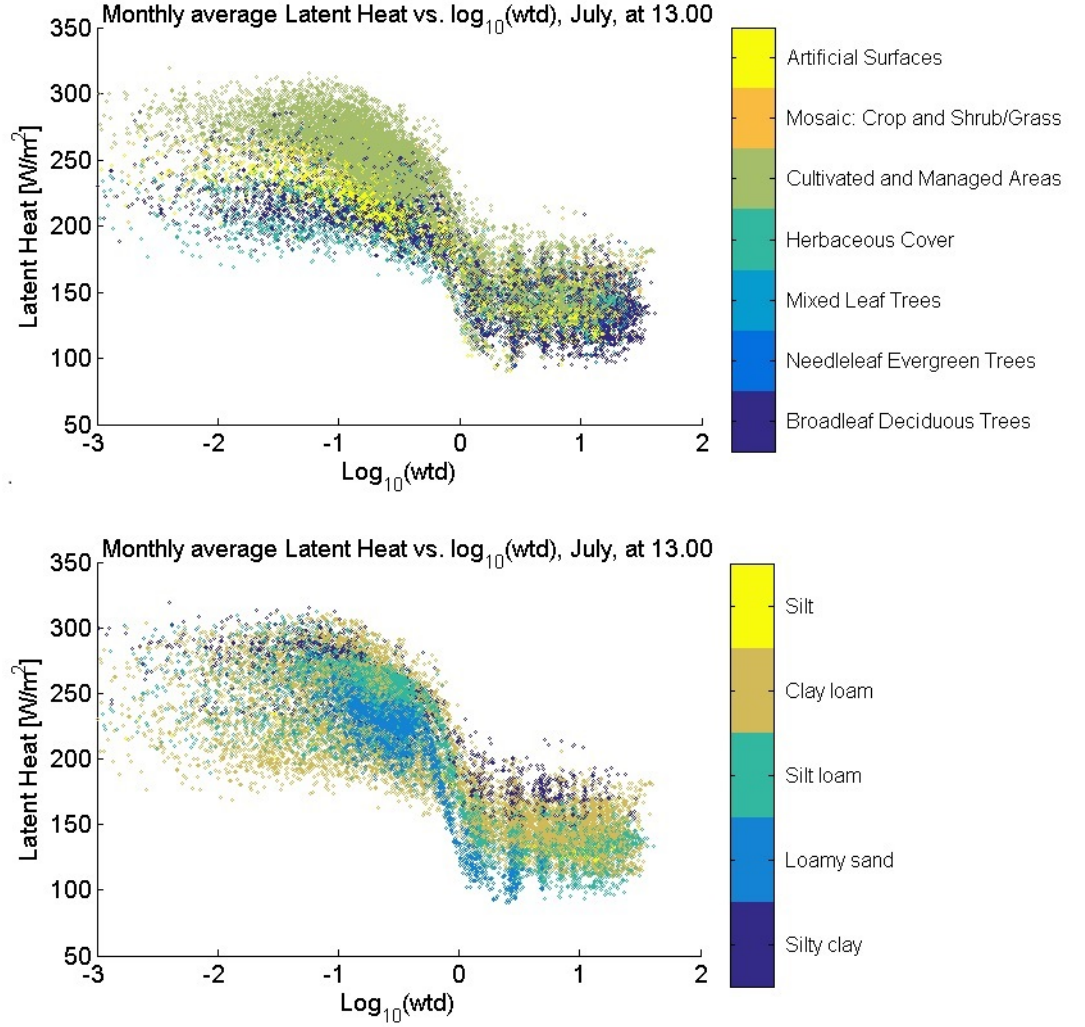 Monthly average Latent Heat vs. log10(wtd), July, at 13.00
350
300
250
200
150
100
50
Latent Heat [W/m2]
-3 -2 -1 0 1 2
Log10(wtd)
Artificial Surfaces
Mosaic: Crop and Shrub/Grass
Cultivated and Managed Areas
Herbaceous Cover
Mixed Leaf Trees
Needleleaf Evergreen Trees
Broadleaf Deciduous Trees
Monthly average Latent Heat vs. log10(wtd), July, at 13.00
350
300
250
200
150
100
50
Latent Heat [W/m2]
-3 -2 -1 0 1 2
Log10(wtd)
Silt
Clay loam
Silt loam
Loamy sand
Silty clay